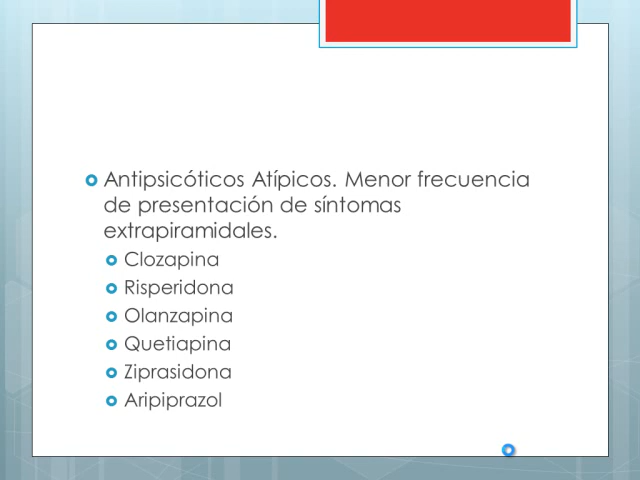 Antipsicóticos Atípicos. Menor frecuencia
de presentación de síntomas
extrapiramidales.
Clozapina
Risperidona
Olanzapina
Quetiapina
Ziprasidona
Aripiprazol